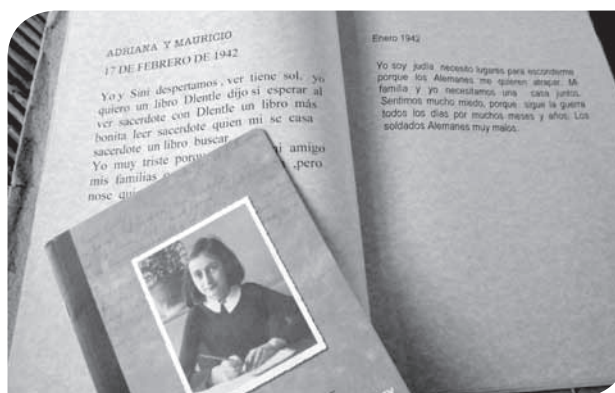 ADRIANA Y MAURICIO
17 DE FEBRERO DE 1942
Yo y Sini despertamos , ver tiene sol, yo
quiero un libro Dlentle dijo si esperar al
ver sacerdote con Dlentle un libro más
bonita leer sacerdote quien mi se casa
sacerdote un libro buscar
Yo muy triste amigo
mis familias ,pero
nose
Enero 1942
Yo soy judía necesito lugares para esconderme
porque los Alemanes me quieren atraçar. Mi
familia y yo necesitamos una casa juntos.
Sentimos mucho miedo, porque sigue la guerra
todos los días por muchos meses y años. Los
soldados Alemanes muy malos.